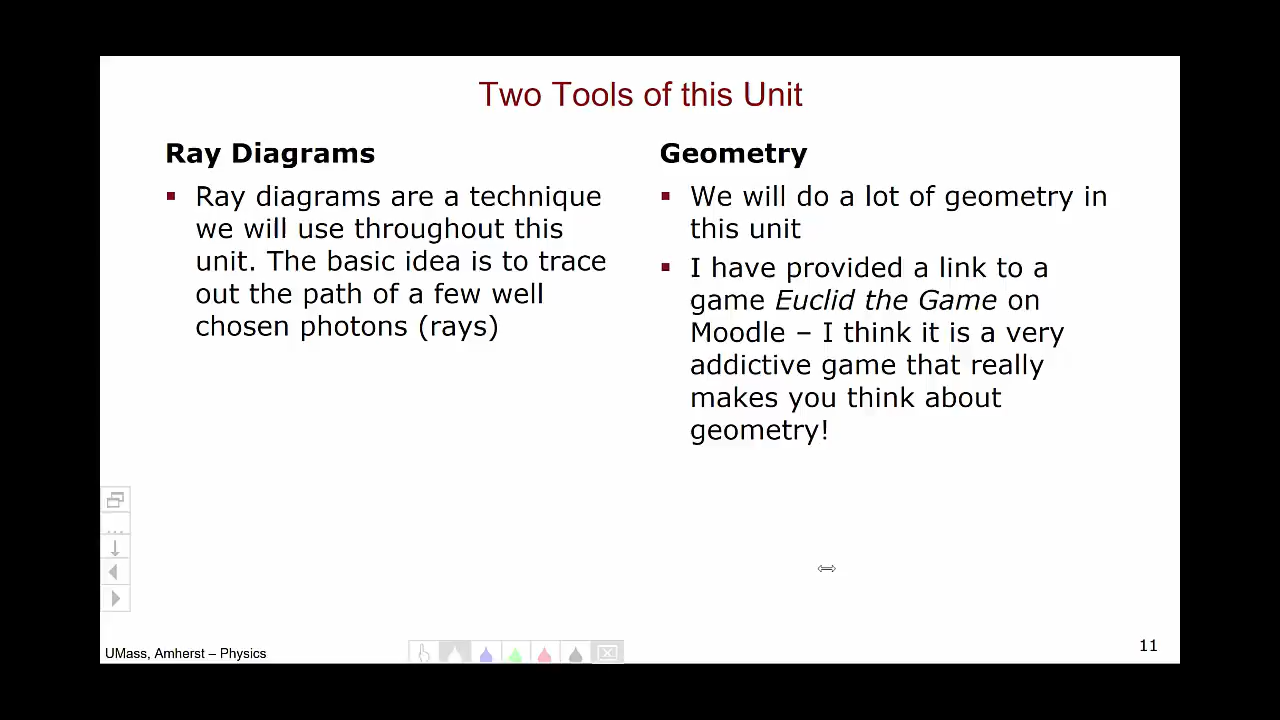 Two Tools of this Unit
Ray Diagrams
▪ Ray diagrams are a technique
we will use throughout this
unit. The basic idea is to trace
out the path of a few well
chosen photons (rays)
Geometry
▪ We will do a lot of geometry in
this unit
▪ I have provided a link to a
game Euclid the Game on
Moodle – I think it is a very
addictive game that really
makes you think about
geometry!
UMass, Amherst – Physics
11